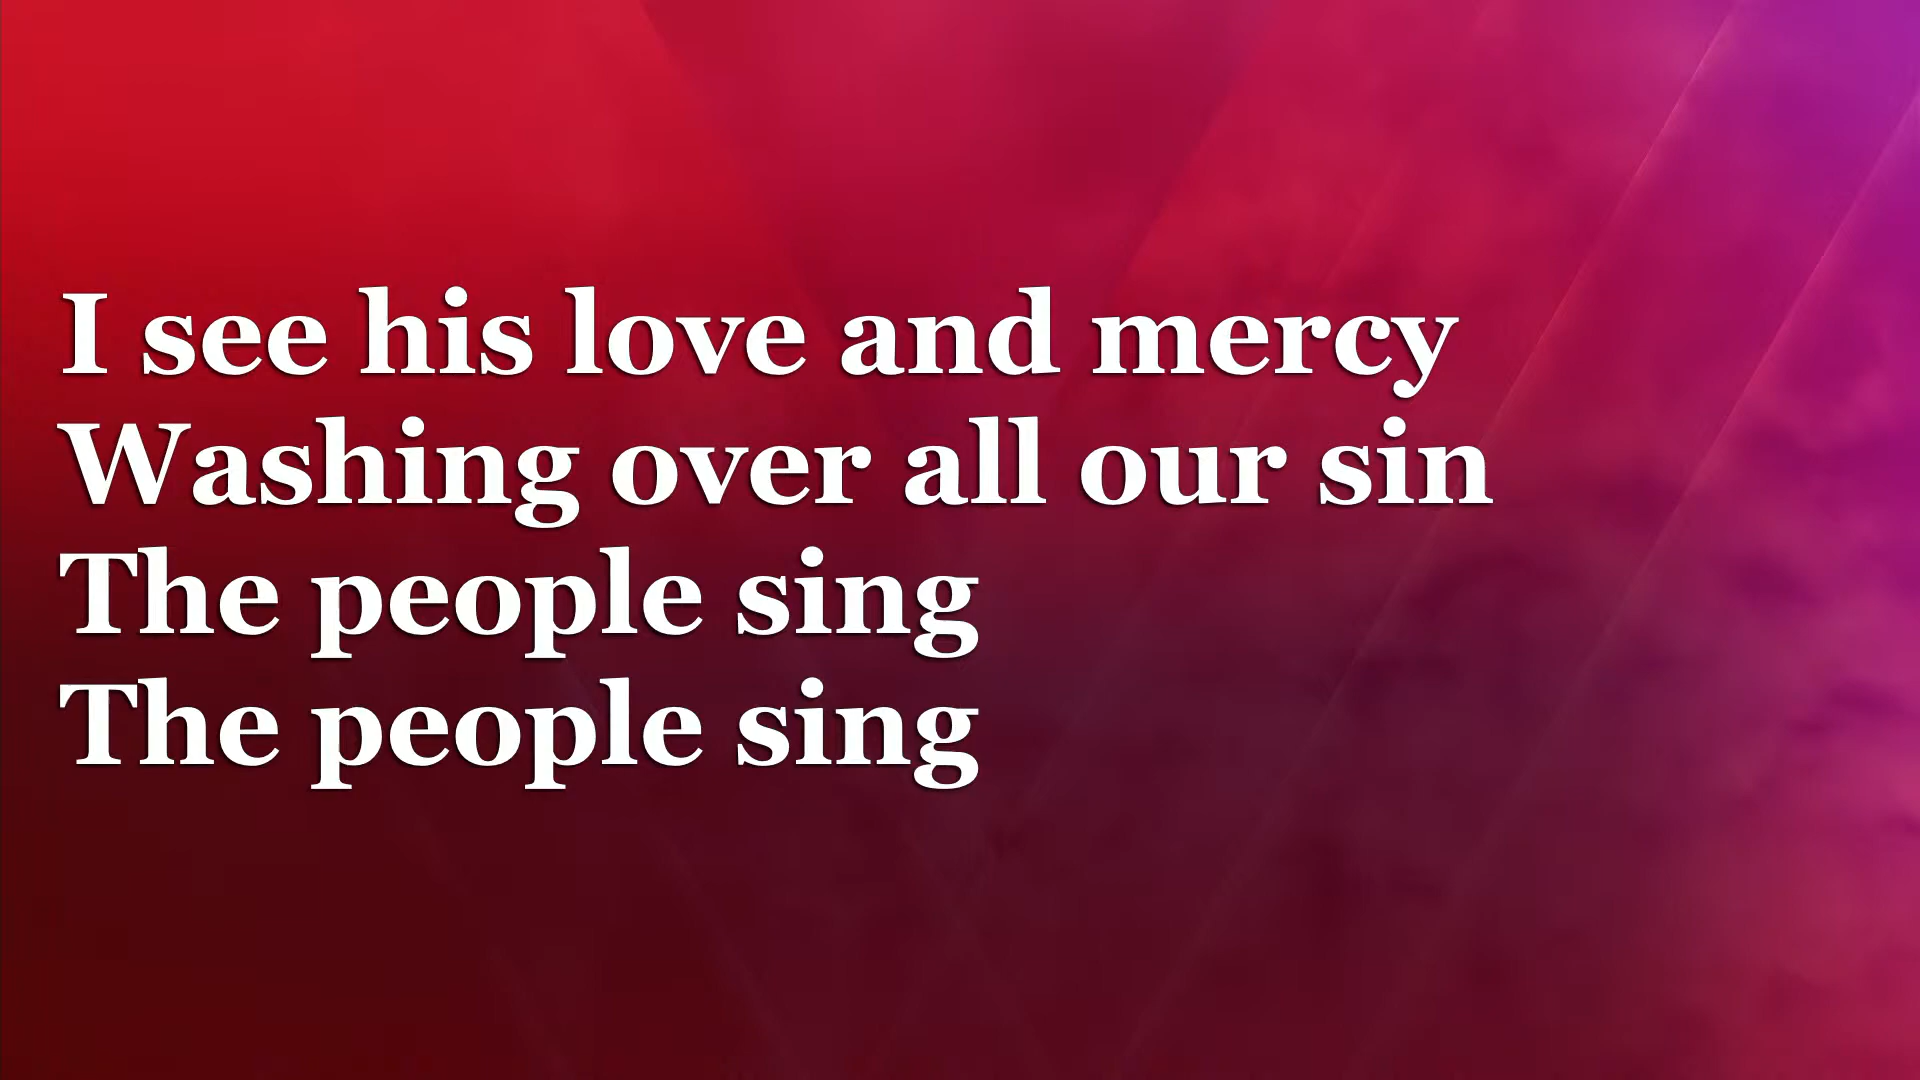 I see his love and mercy
Washing over all our sin
The people sing
The people sing